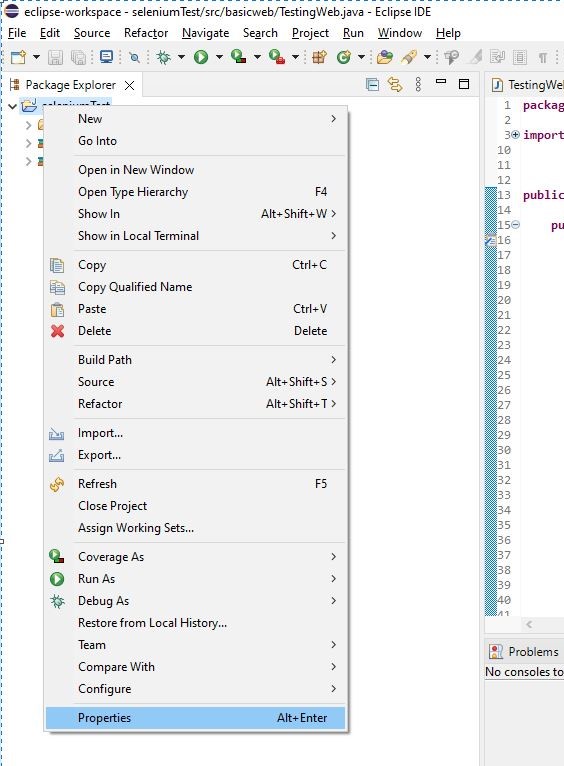 eclipse-workspace - seleniumTest/src/basicweb/TestingWeb.java - Eclipse IDE
File Edit Source Refactor Navigate Search Project Run Window Help
Package Explorer
TestingWeb
seleniumTest
New
Go Into
Open in New Window
Open Type Hierarchy F4
Show In Alt+Shift+W
Show in Local Terminal
Copy Ctrl+C
Copy Qualified Name
Paste Ctrl+V
Delete Delete
Build Path
Source Alt+Shift+S
Refactor Alt+Shift+T
Import...
Export...
Refresh F5
Close Project
Assign Working Sets...
Coverage As
Run As
Debug As
Restore from Local History...
Team
Compare With
Configure
Properties Alt+Enter
1 packag
2
3 import
10
11
12
13 public
14
15 pu
16
17
18
19
20
21
22
23
24
25
26
27
28
29
30
31
32
33
34
35
36
37
38
39
40
41
Problems
No consoles to